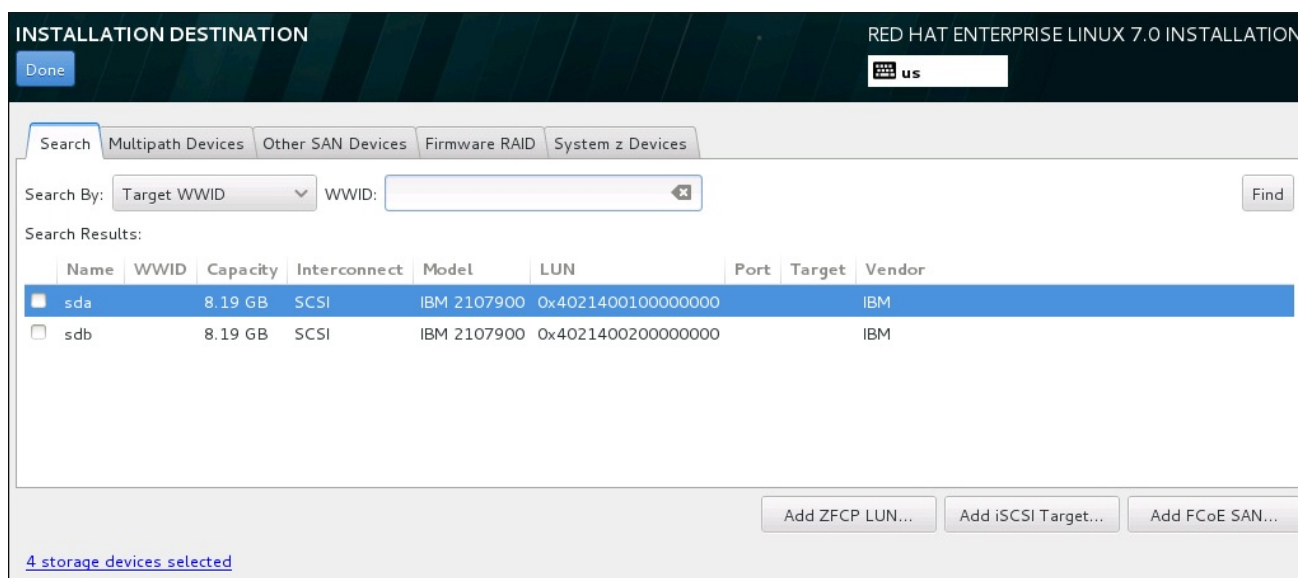 INSTALLATION DESTINATION
RED HAT ENTERPRISE LINUX 7.0 INSTALLATION
Done
us
Search Multipath Devices Other SAN Devices Firmware RAID System z Devices
Search By: Target WWID WWID: Find
Search Results:
Name WWID Capacity Interconnect Model LUN Port Target Vendor
sda 8.19 GB SCSI IBM 2107900 0x4021400100000000 IBM
sdb 8.19 GB SCSI IBM 2107900 0x4021400200000000 IBM
Add ZFCP LUN... Add iSCSI Target... Add FCoE SAN...
4 storage devices selected